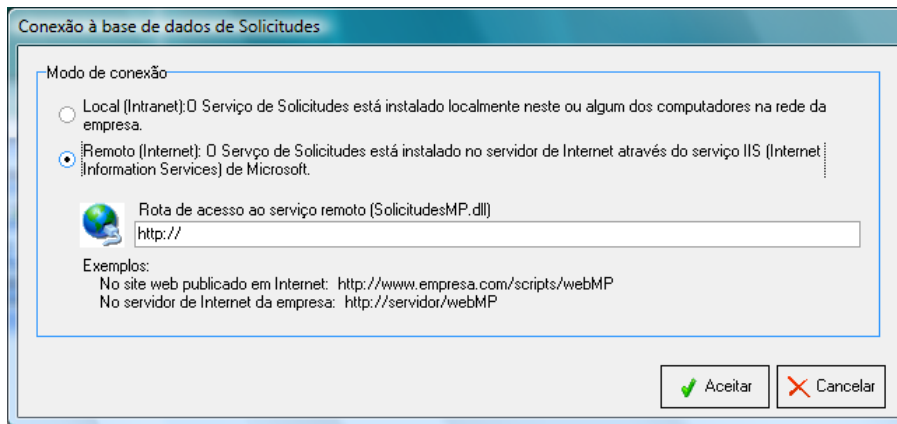 Conexão à base de dados de Solicitudes
Modo de conexão
Local (Intranet):O Serviço de Solicitudes está instalado localmente neste ou algum dos computadores na rede da
empresa.
Remoto (Internet): O Servço de Solicitudes está instalado no servidor de Internet através do serviço IIS (Internet
Information Services) de Microsoft.
Rota de acesso ao serviço remoto (SolicitudesMP.dll)
http://
Exemplos:
No site web publicado em Internet: http://www.empresa.com/scripts/webMP
No servidor de Internet da empresa: http://servidor/webMP
Aceitar
Cancelar